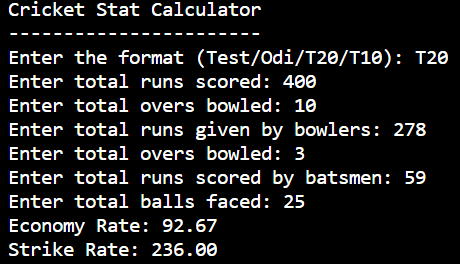 Cricket Stat Calculator
-----------------------
Enter the format (Test/Odi/T20/T10): T20
Enter total runs scored: 400
Enter total overs bowled: 10
Enter total runs given by bowlers: 278
Enter total overs bowled: 3
Enter total runs scored by batsmen: 59
Enter total balls faced: 25
Economy Rate: 92.67
Strike Rate: 236.00